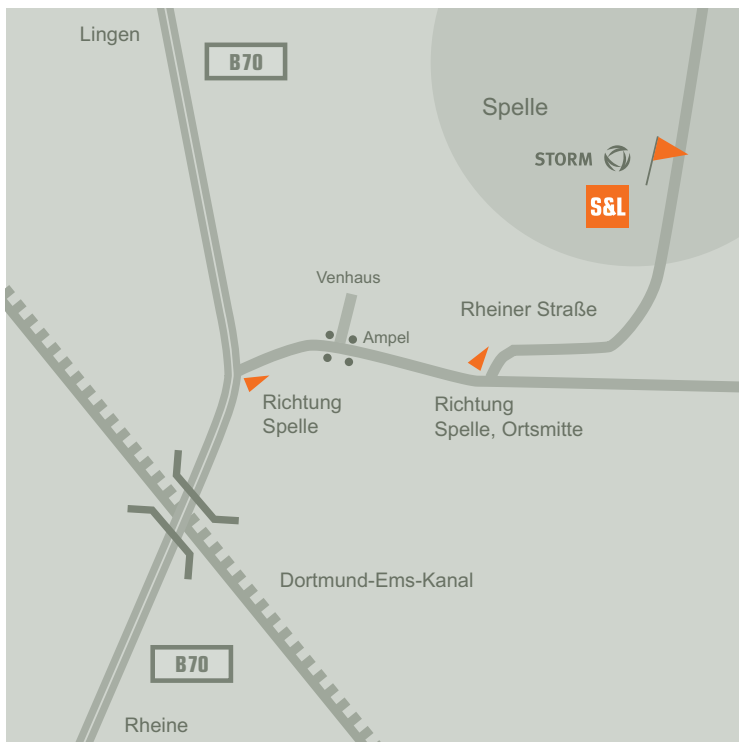 Lingen
B70
Spelle
STORM
S&L
Venhaus
Rheiner Straße
Ampel
Richtung
Spelle
Richtung
Spelle, Ortsmitte
Dortmund-Ems-Kanal
B70
Rheine